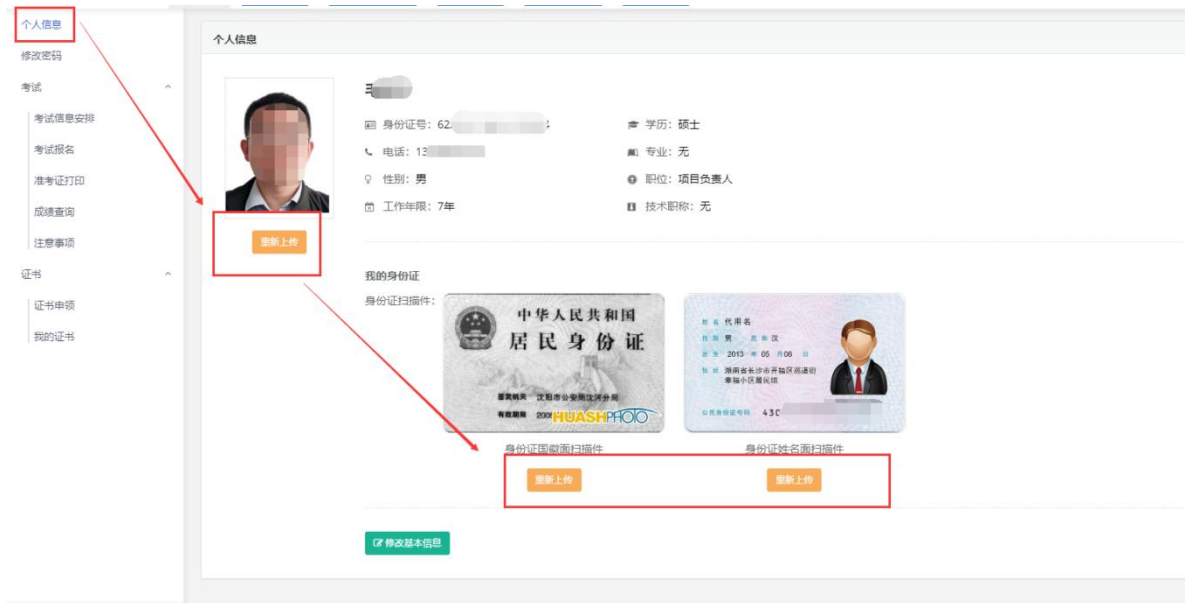 个人信息
修改密码
考试
考试信息安排
考试报名
准考证打印
成绩查询
注意事项
证书
证书申领
我的证书
个人信息
重新上传
王
身份证号：62
学历：硕士
电话：13
专业：无
性别：男
职位：项目负责人
工作年限：7年
技术职称：无
我的身份证
身份证扫描件：
中华人民共和国
居民身份证
签发机关 沈阳市公安局沈河分局
有效期限 2005
HUASHPHOTO
姓名 代用名
性别 男 民族 汉
出生 2013 年 05 月 06 日
住址 湖南省长沙市开福区巡道街
幸福小区居民组
公民身份证号码 430
身份证国徽面扫描件
身份证姓名面扫描件
重新上传
重新上传
修改基本信息